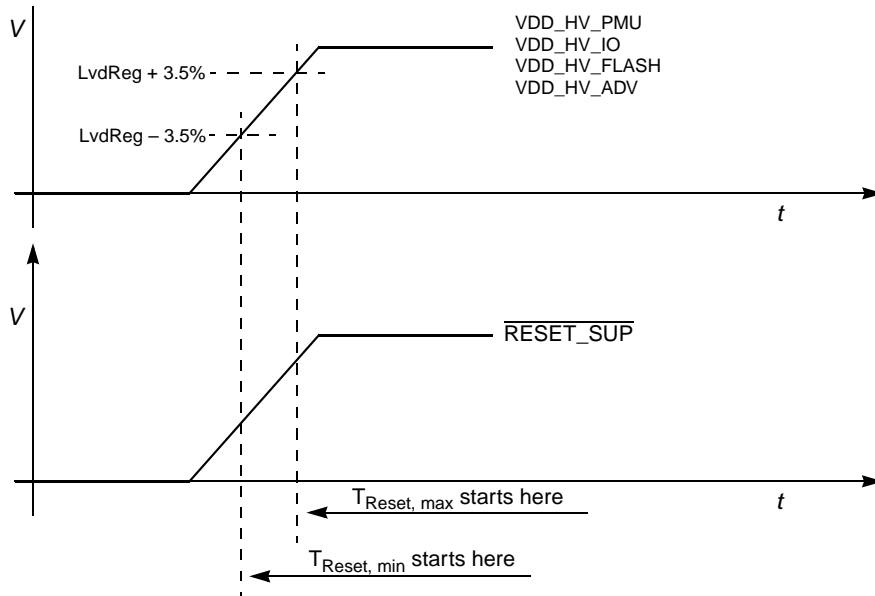 V
VDD_HV_PMU
VDD_HV_IO
VDD_HV_FLASH
VDD_HV_ADV
LvdReg + 3.5%
LvdReg – 3.5%
t
V
RESET_SUP
t
TReset, max starts here
TReset, min starts here